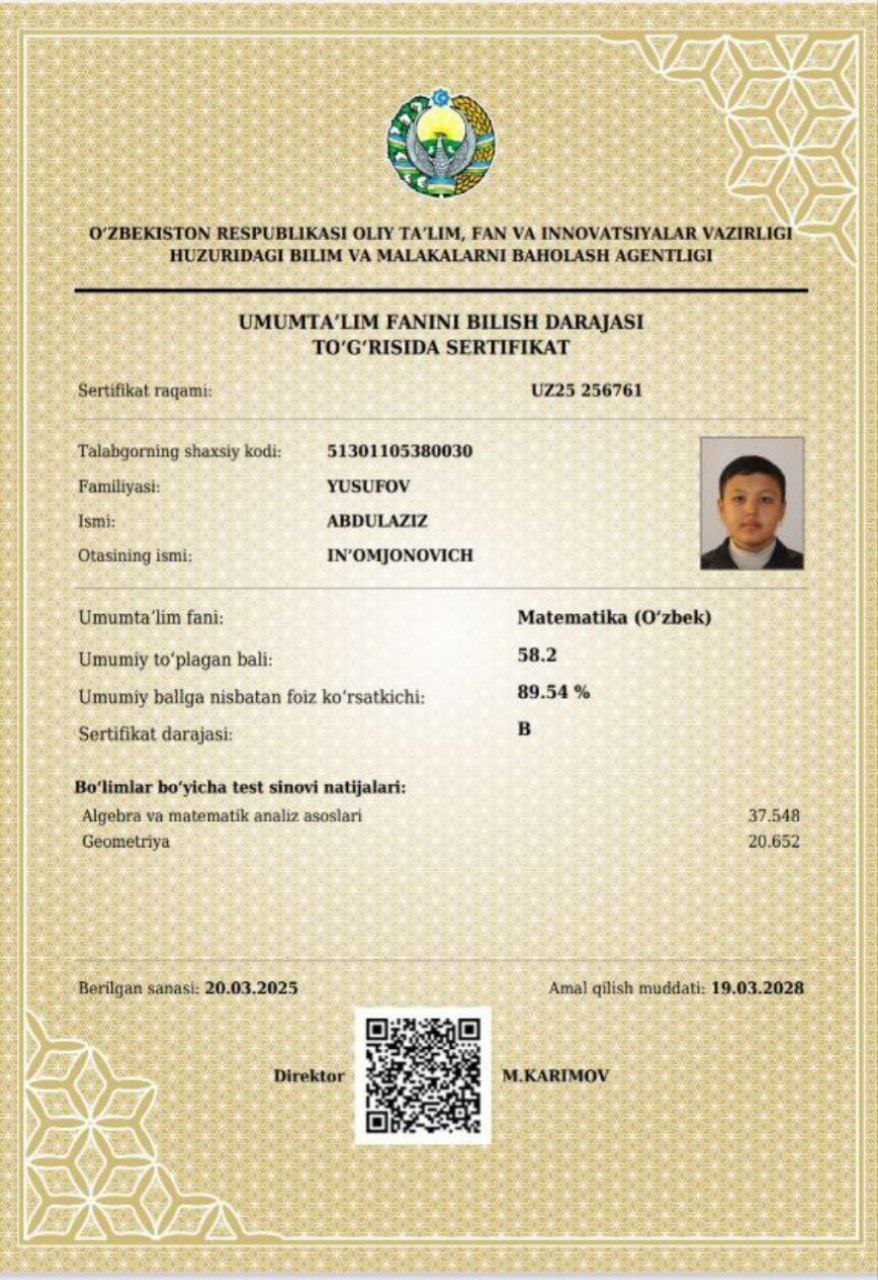 O‘ZBEKISTON RESPUBLIKASI OLIY TA’LIM, FAN VA INNOVATSIYALAR VAZIRLIGI
HUZURIDAGI BILIM VA MALAKALARNI BAHOLASH AGENTLIGI
UMUMTA’LIM FANINI BILISH DARAJASI
TO‘G‘RISIDA SERTIFIKAT
Sertifikat raqami: UZ25 256761
Talabgorning shaxsiy kodi: 51301105380030
Familiyasi: YUSUFOV
Ismi: ABDULAZIZ
Otasining ismi: IN’OMJONOVICH
Umumta’lim fani: Matematika (O‘zbek)
Umumiy to‘plagan bali: 58.2
Umumiy ballga nisbatan foiz ko‘rsatkichi: 89.54 %
Sertifikat darajasi: B
Bo‘limlar bo‘yicha test sinovi natijalari:
Algebra va matematik analiz asoslari 37.548
Geometriya 20.652
Berilgan sanasi: 20.03.2025 Amal qilish muddati: 19.03.2028
Direktor M.KARIMOV